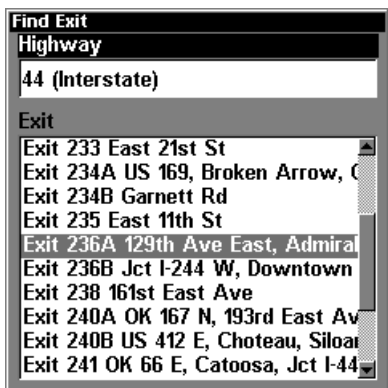 Find Exit
Highway
44 (Interstate)
Exit
Exit 233 East 21st St
Exit 234A US 169, Broken Arrow,
Exit 234B Garnett Rd
Exit 235 East 11th St
Exit 236A 129th Ave East, Admiral
Exit 236B Jct I-244 W, Downtown
Exit 238 161st East Ave
Exit 240A OK 167 N, 193rd East Av
Exit 240B US 412 E, Choteau, Siloa
Exit 241 OK 66 E, Catoosa, Jct I-44